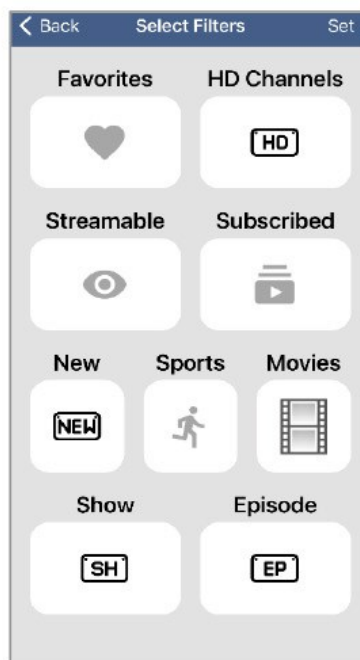 Back Select Filters Set
Favorites HD Channels
HD
Streamable Subscribed
New Sports Movies
NEW
Show Episode
SH EP